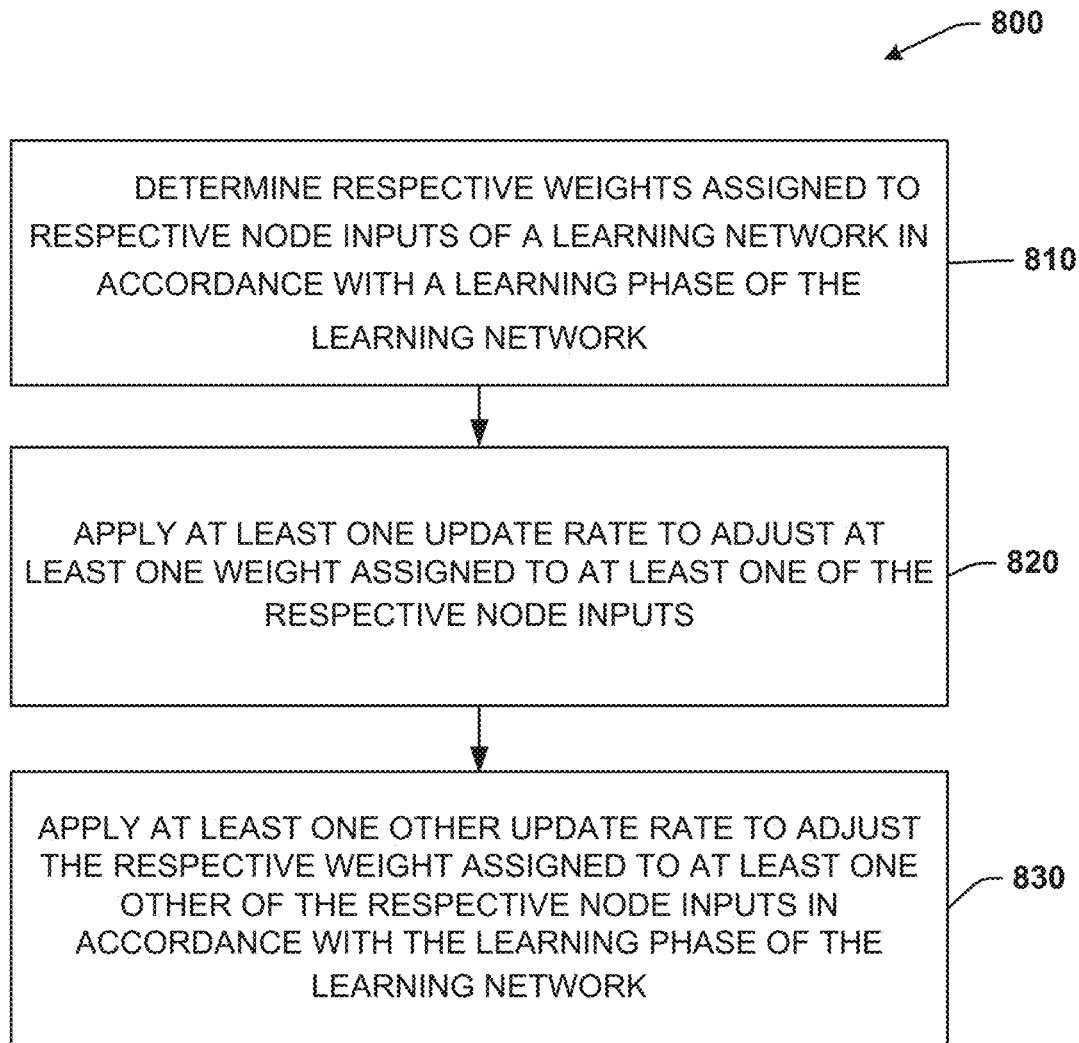 800
DETERMINE RESPECTIVE WEIGHTS ASSIGNED TO
RESPECTIVE NODE INPUTS OF A LEARNING NETWORK IN
ACCORDANCE WITH A LEARNING PHASE OF THE
LEARNING NETWORK
810
APPLY AT LEAST ONE UPDATE RATE TO ADJUST AT
LEAST ONE WEIGHT ASSIGNED TO AT LEAST ONE OF THE
RESPECTIVE NODE INPUTS
820
APPLY AT LEAST ONE OTHER UPDATE RATE TO ADJUST
THE RESPECTIVE WEIGHT ASSIGNED TO AT LEAST ONE
OTHER OF THE RESPECTIVE NODE INPUTS IN
ACCORDANCE WITH THE LEARNING PHASE OF THE
LEARNING NETWORK
830